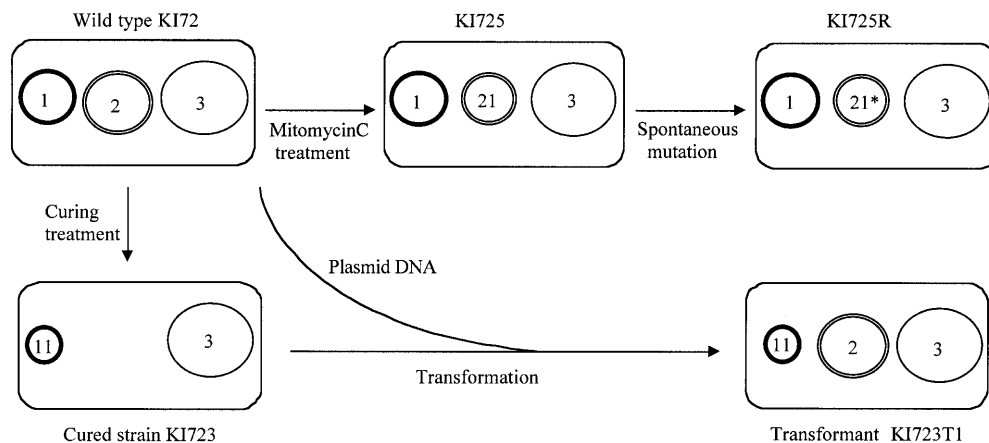 Wild type KI72
KI725
KI725R
1
2
3
1
21
3
1
21*
3
MitomycinC
treatment
Spontaneous
mutation
Curing
treatment
Plasmid DNA
11
3
11
2
3
Transformation
Cured strain KI723
Transformant KI723T1